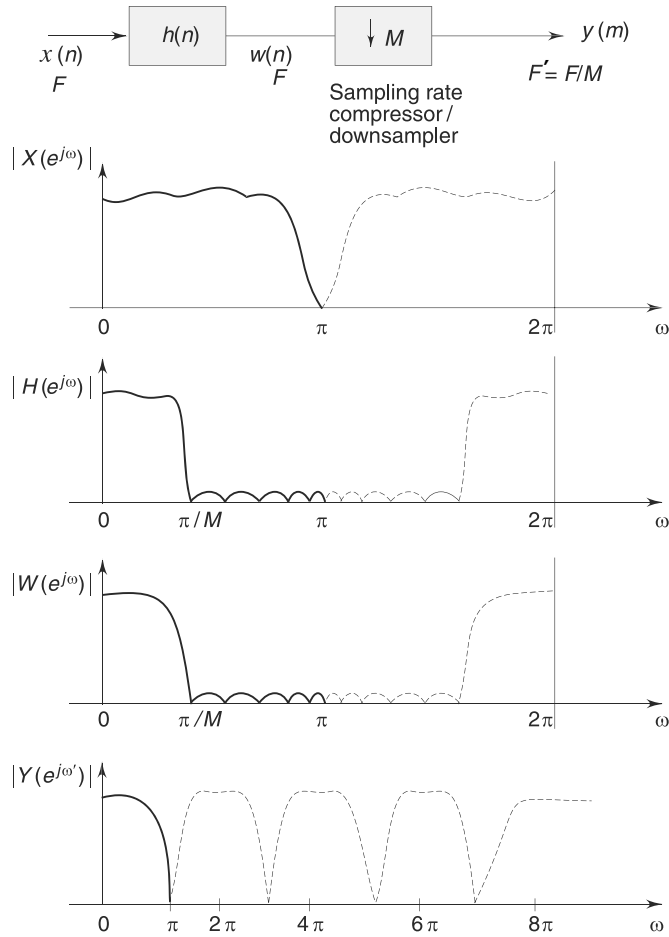 x(n)
F
h(n)
w(n)
F
↓ M
y(m)
F′= F/M
Sampling rate
compressor /
downsampler
| X(e^{jω}) |
0 π 2π ω
| H(e^{jω}) |
0 π/M π 2π ω
|W(e^{jω})|
0 π/M π 2π ω
|Y(e^{jω′})|
0 π 2π 4π 6π 8π ω